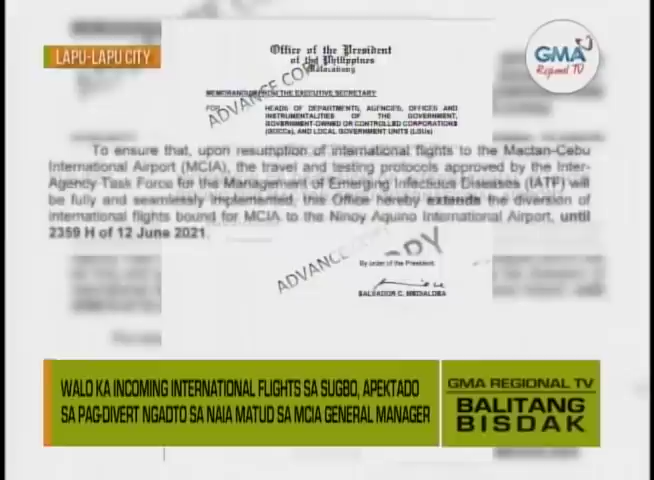 LAPU-LAPU CITY
GMA
Regional TV
Office of the President
of the Philippines
Malacañang
ADVANCE COPY
MEMORANDUM FROM THE EXECUTIVE SECRETARY
FOR : HEADS OF DEPARTMENTS, AGENCIES, OFFICES AND
INSTRUMENTALITIES OF THE GOVERNMENT,
GOVERNMENT-OWNED OR CONTROLLED CORPORATIONS
(GOCCs), AND LOCAL GOVERNMENT UNITS (LGUs)
To ensure that, upon resumption of international flights to the Mactan-Cebu
International Airport (MCIA), the travel and testing protocols approved by the Inter-
Agency Task Force for the Management of Emerging Infectious Diseases (IATF) will
be fully and seamlessly implemented, this Office hereby extends the diversion of
international flights bound for MCIA to the Ninoy Aquino International Airport, until
2359 H of 12 June 2021.
ADVANCE COPY
By order of the President:
SALVADOR C. MEDIALDEA
WALO KA INCOMING INTERNATIONAL FLIGHTS SA SUGBO, APEKTADO
SA PAG-DIVERT NGADTO SA NAIA MATUD SA MCIA GENERAL MANAGER
GMA REGIONAL TV
BALITANG
BISDAK